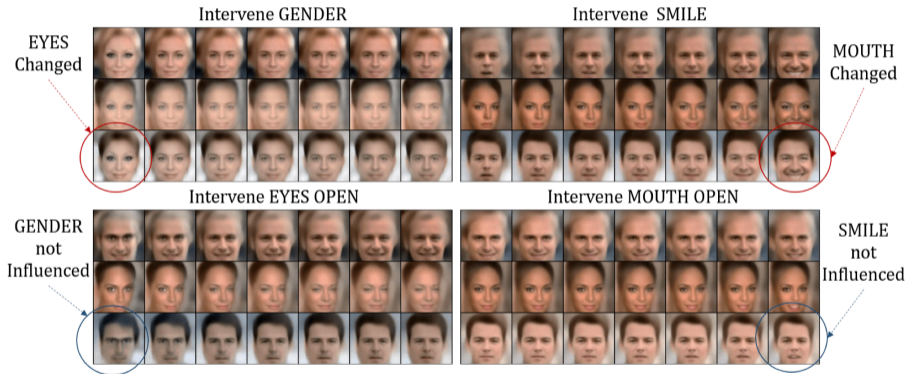 Intervene GENDER
Intervene  SMILE
EYES
Changed
MOUTH
Changed
Intervene EYES OPEN
Intervene MOUTH OPEN
GENDER
not
Influenced
SMILE
not
Influenced